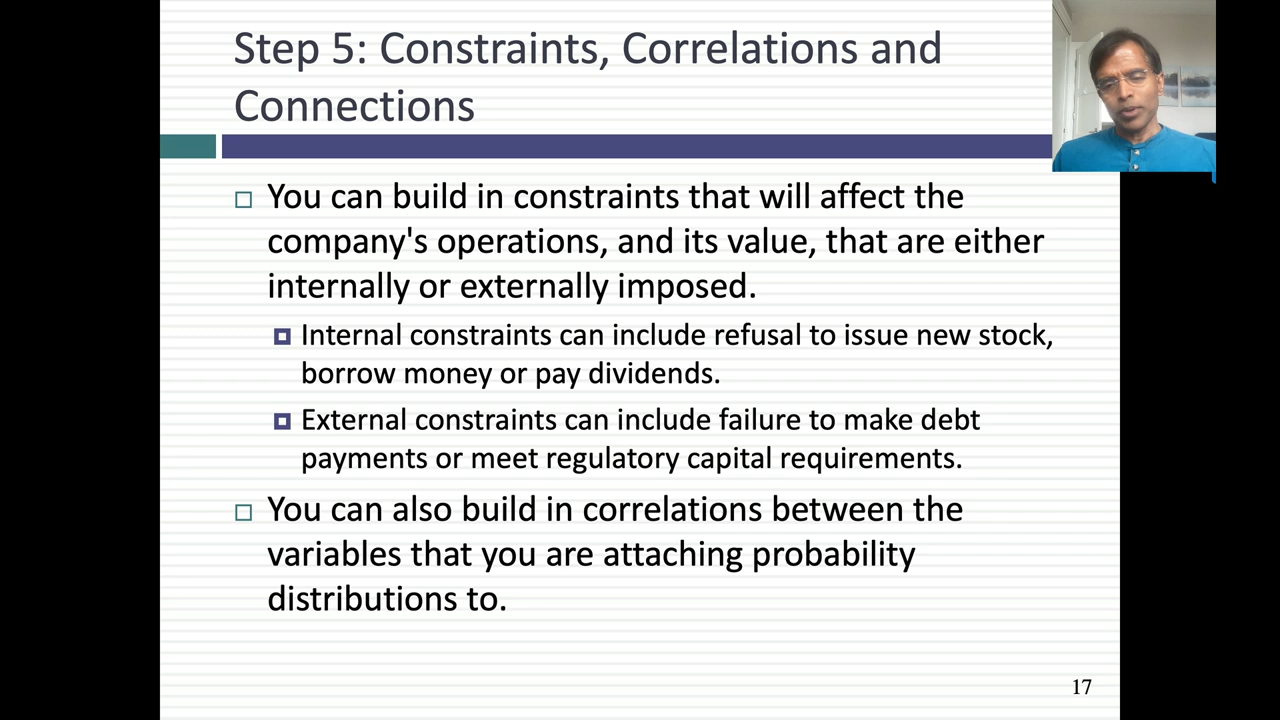 Step 5: Constraints, Correlations and
Connections
You can build in constraints that will affect the
company's operations, and its value, that are either
internally or externally imposed.
Internal constraints can include refusal to issue new stock,
borrow money or pay dividends.
External constraints can include failure to make debt
payments or meet regulatory capital requirements.
You can also build in correlations between the
variables that you are attaching probability
distributions to.
17